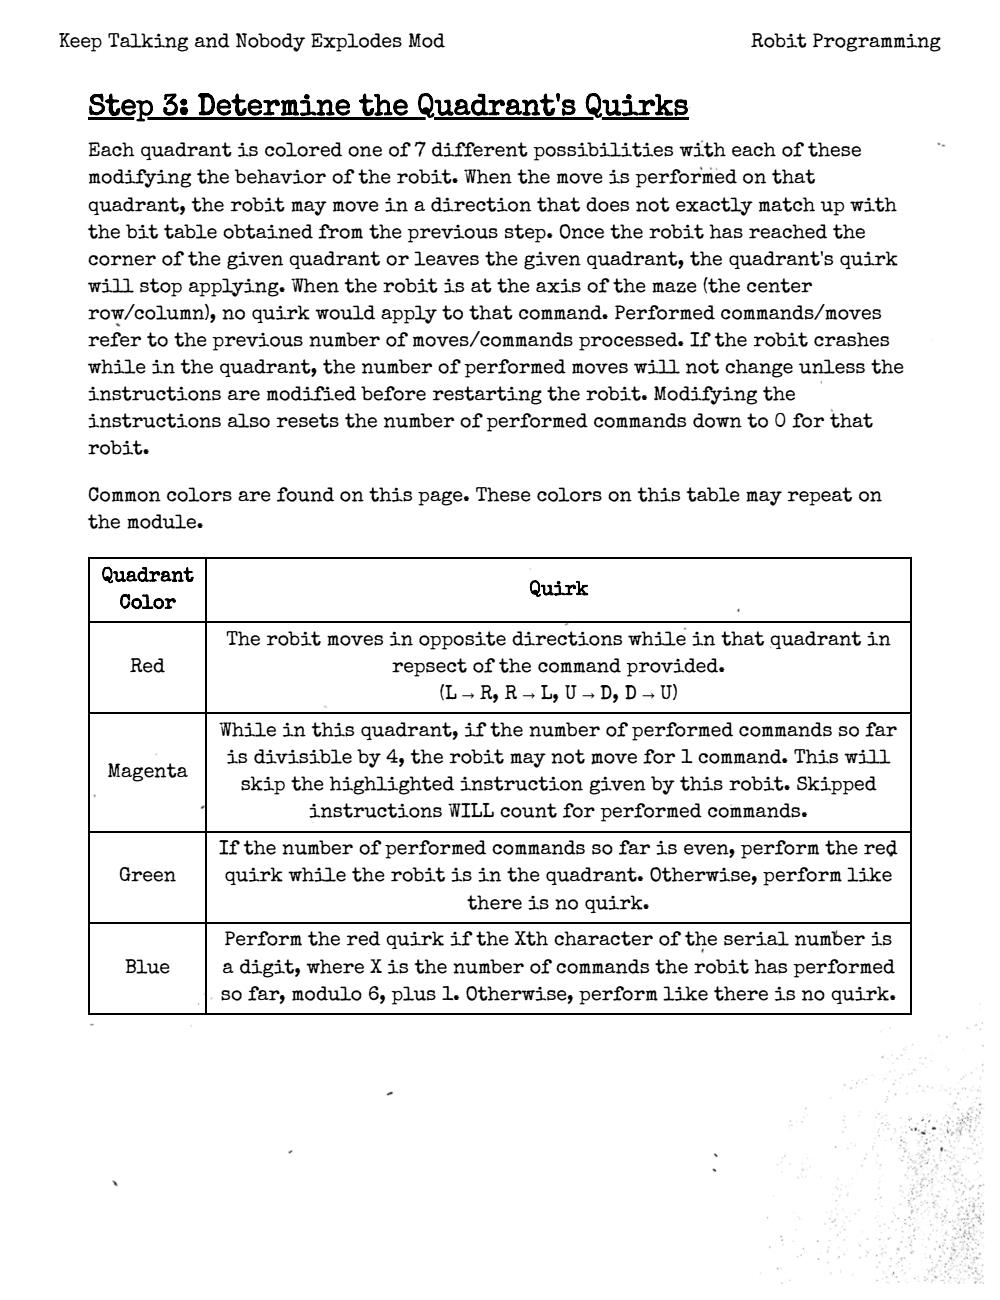 Keep Talking and Nobody Explodes Mod
Robit Programming
Step 3: Determine the Quadrant's Quirks
Each quadrant is colored one of 7 different possibilities with each of these
modifying the behavior of the robit. When the move is performed on that
quadrant, the robit may move in a direction that does not exactly match up with
the bit table obtained from the previous step. Once the robit has reached the
corner of the given quadrant or leaves the given quadrant, the quadrant's quirk
will stop applying. When the robit is at the axis of the maze (the center
row/column), no quirk would apply to that command. Performed commands/moves
refer to the previous number of moves/commands processed. If the robit crashes
while in the quadrant, the number of performed moves will not change unless the
instructions are modified before restarting the robit. Modifying the
instructions also resets the number of performed commands down to 0 for that
robit.
Common colors are found on this page. These colors on this table may repeat on
the module.
Quadrant
Color
Quirk
Red
The robit moves in opposite directions while in that quadrant in
repsect of the command provided.
(L → R, R → L, U → D, D → U)
Magenta
While in this quadrant, if the number of performed commands so far
is divisible by 4, the robit may not move for 1 command. This will
skip the highlighted instruction given by this robit. Skipped
instructions WILL count for performed commands.
Green
If the number of performed commands so far is even, perform the red
quirk while the robit is in the quadrant. Otherwise, perform like
there is no quirk.
Blue
Perform the red quirk if the Xth character of the serial number is
a digit, where X is the number of commands the robit has performed
so far, modulo 6, plus 1. Otherwise, perform like there is no quirk.